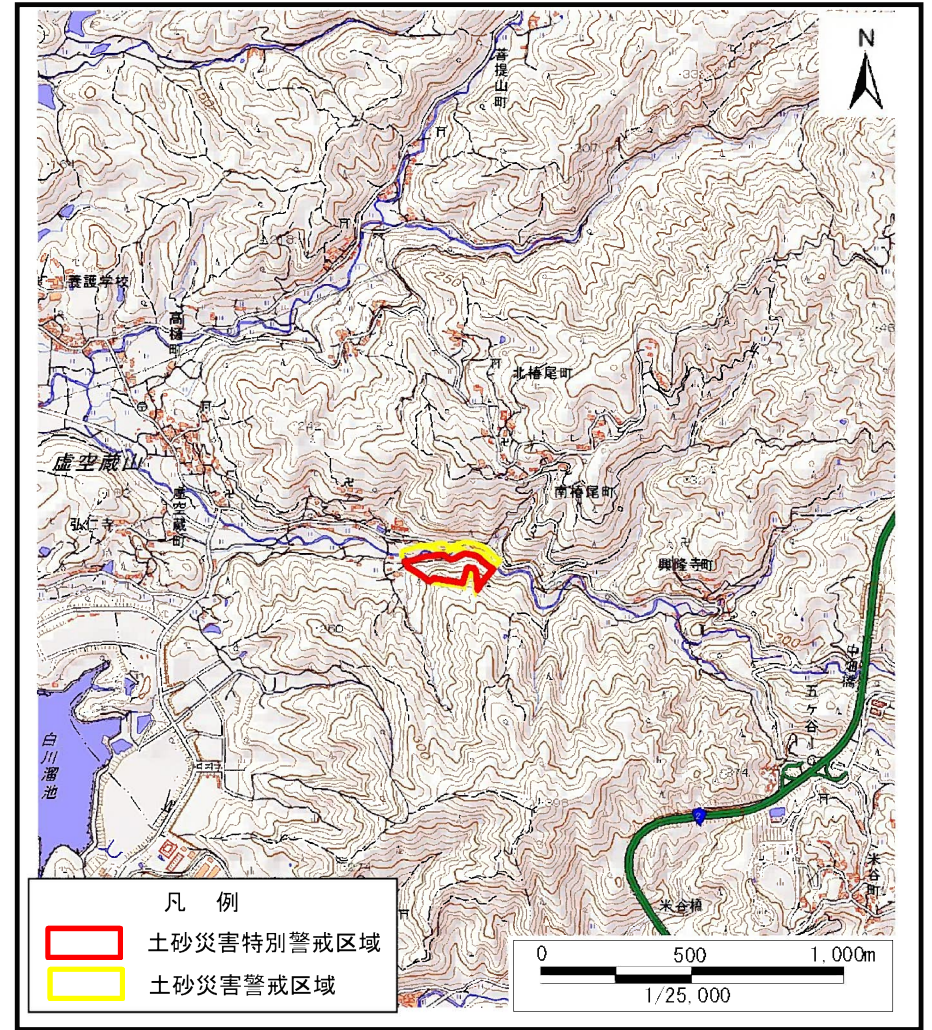 N
菩提山町
養護学校
高樋町
北椿尾町
虚空蔵山
南椿尾町
弘仁寺
虚空蔵町
興隆寺町
中畑橋
五ヶ谷IC
白川溜池
米谷町
米谷橋
凡 例
土砂災害特別警戒区域
土砂災害警戒区域
0 500 1,000m
1/25,000